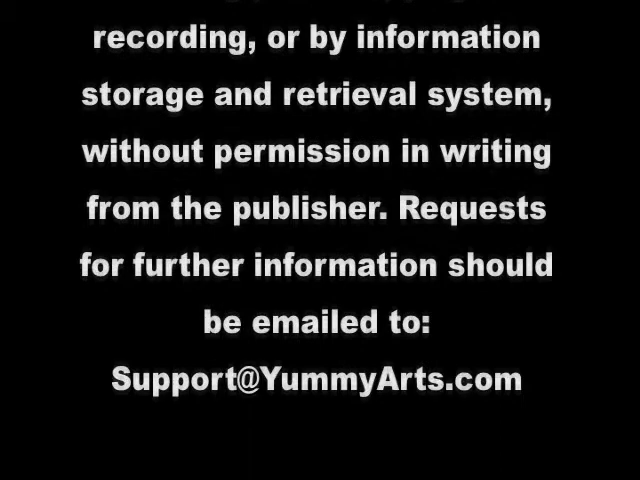 recording, or by information
storage and retrieval system,
without permission in writing
from the publisher. Requests
for further information should
be emailed to:
Support@YummyArts.com